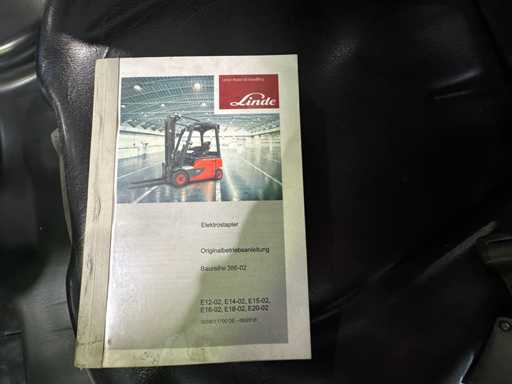 Linde Material Handling
Linde
Elektrostapler
Originalbetriebsanleitung
Baureihe 386-02
E12-02, E14-02, E15-02,
E16-02, E18-02, E20-02